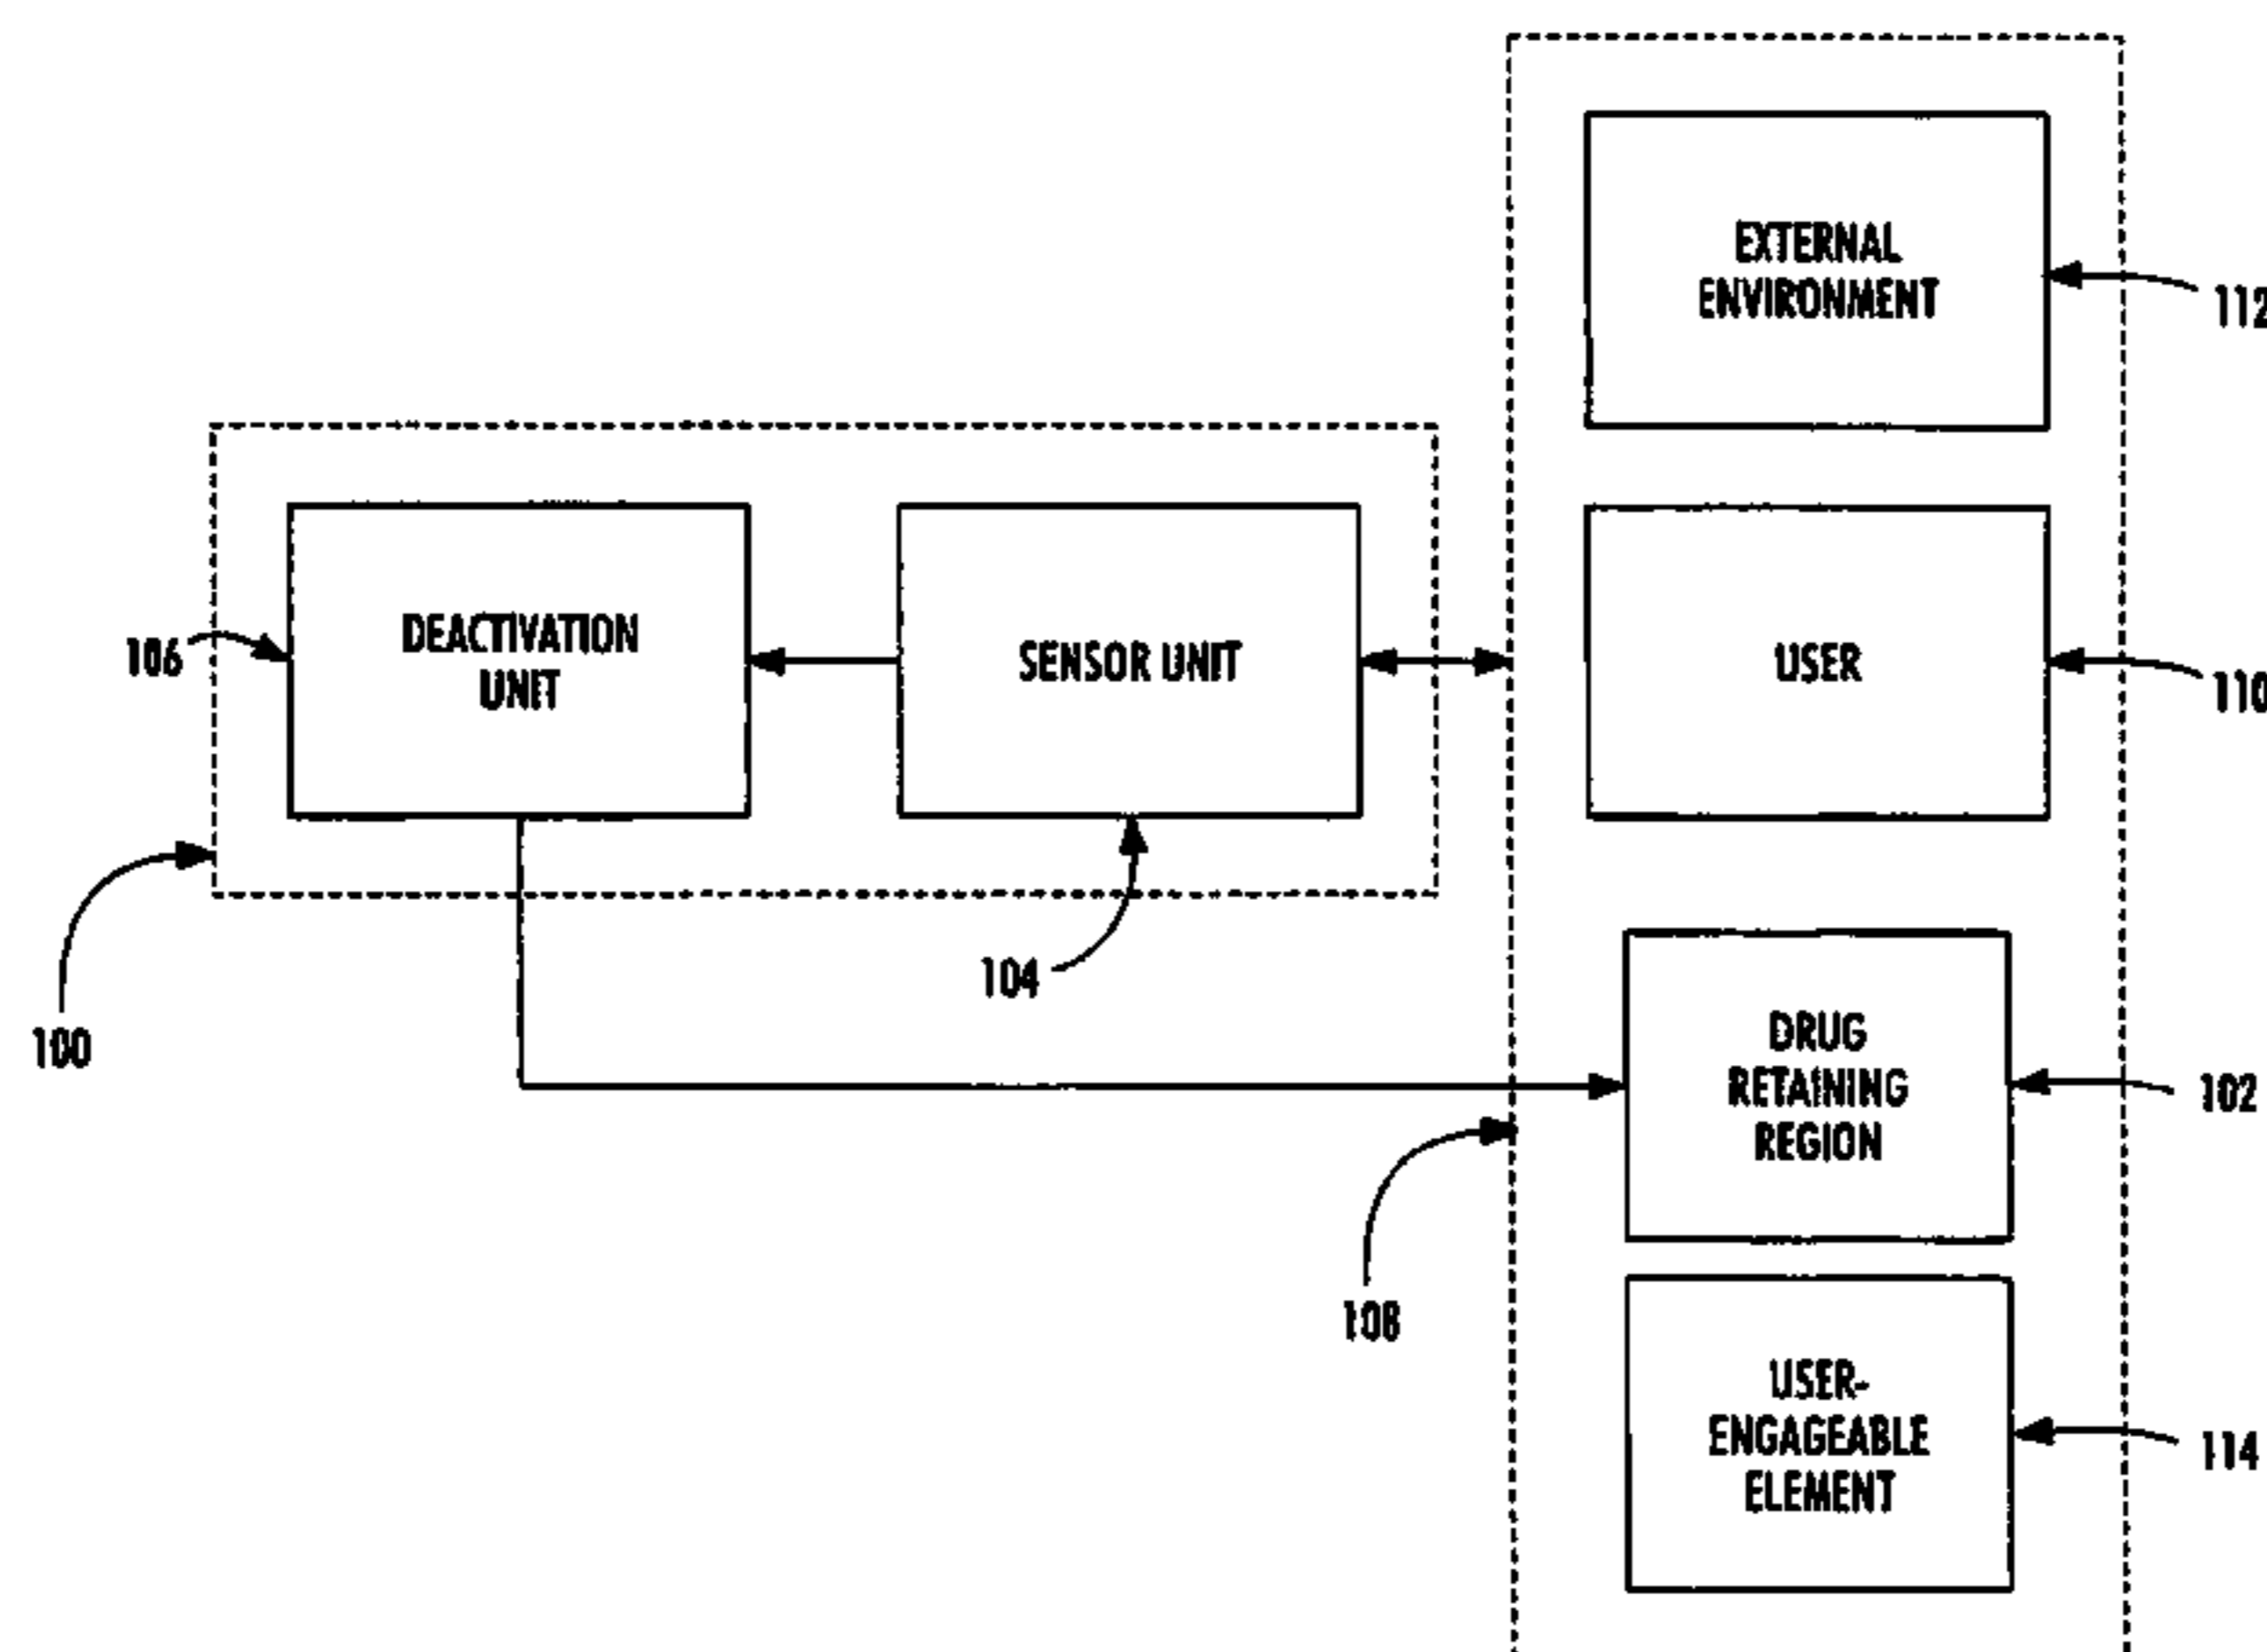 EXTERNAL
ENVIRONMENT
112
DEACTIVATION
UNIT
106
SENSOR UNIT
USER
110
104
100
DRUG
RETAINING
REGION
102
108
USER-
ENGAGEABLE
ELEMENT
114